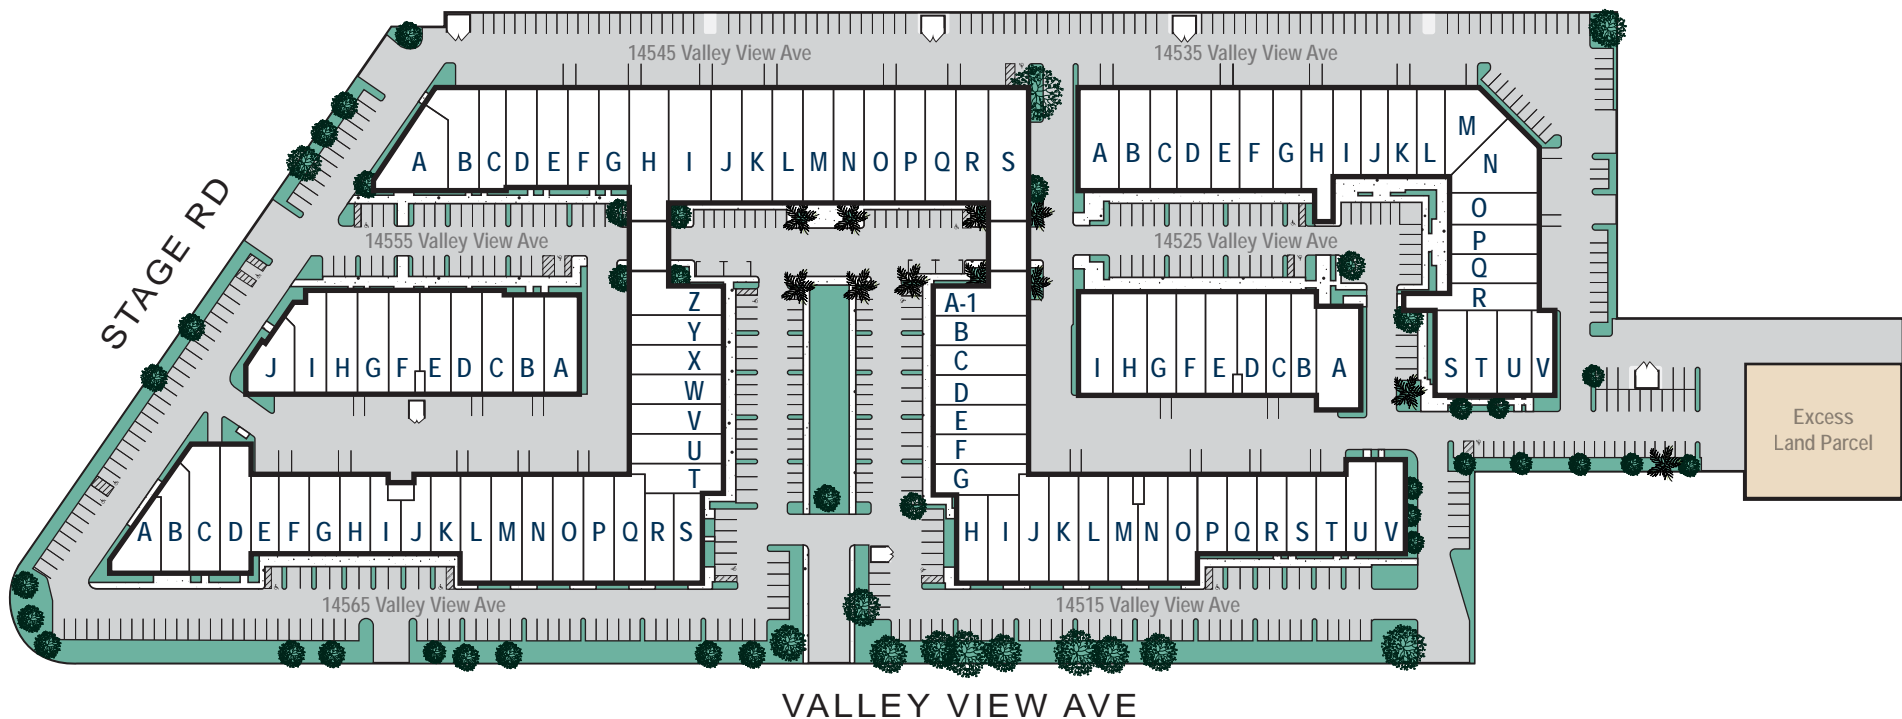 14545 Valley View Ave
14535 Valley View Ave
A B C D E F G H I J K L M N O P Q R S
A B C D E F G H I J K L M
N
O
P
Q
R
S T U V
STAGE RD
14555 Valley View Ave
14525 Valley View Ave
J I H G F E D C B A
Z
Y
X
W
V
U
T
A-1
B
C
D
E
F
G
I H G F E D C B A
Excess
Land Parcel
A B C D E F G H I J K L M N O P Q R S
H I J K L M N O P Q R S T U V
14565 Valley View Ave
14515 Valley View Ave
VALLEY VIEW AVE